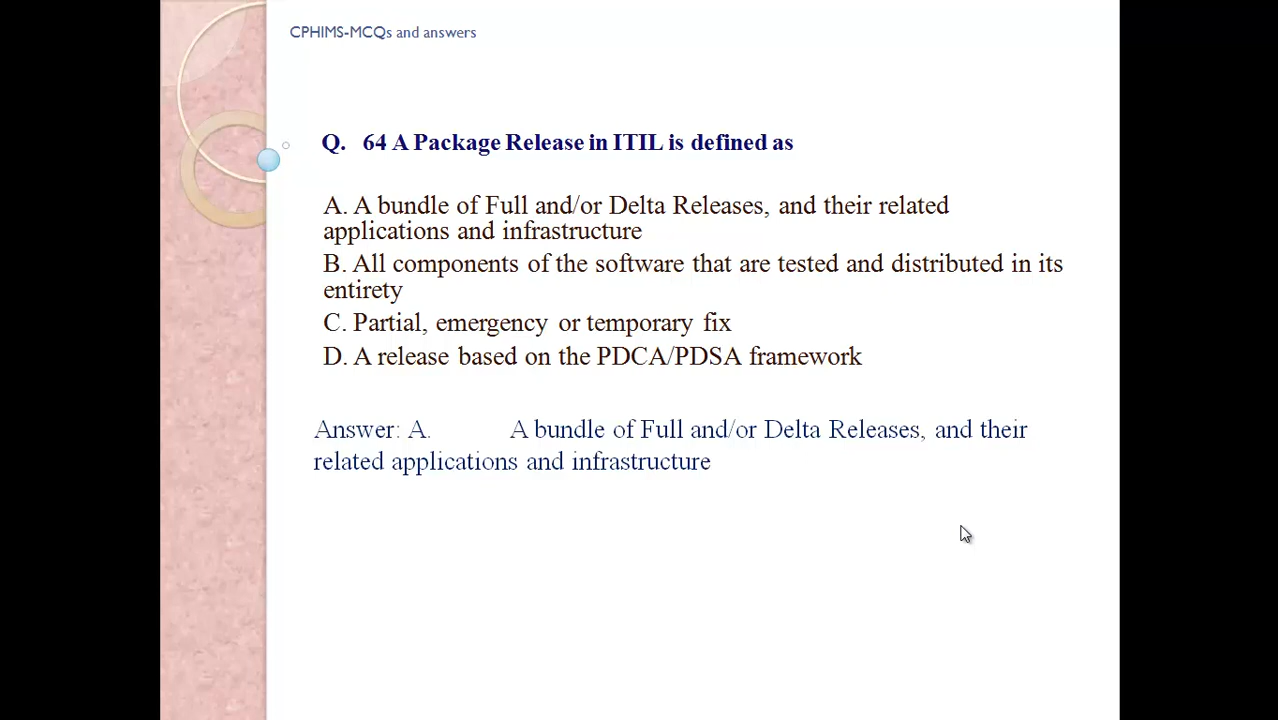 CPHIMS-MCQs and answers
Q. 64 A Package Release in ITIL is defined as
A. A bundle of Full and/or Delta Releases, and their related
applications and infrastructure
B. All components of the software that are tested and distributed in its
entirety
C. Partial, emergency or temporary fix
D. A release based on the PDCA/PDSA framework
Answer: A. A bundle of Full and/or Delta Releases, and their
related applications and infrastructure